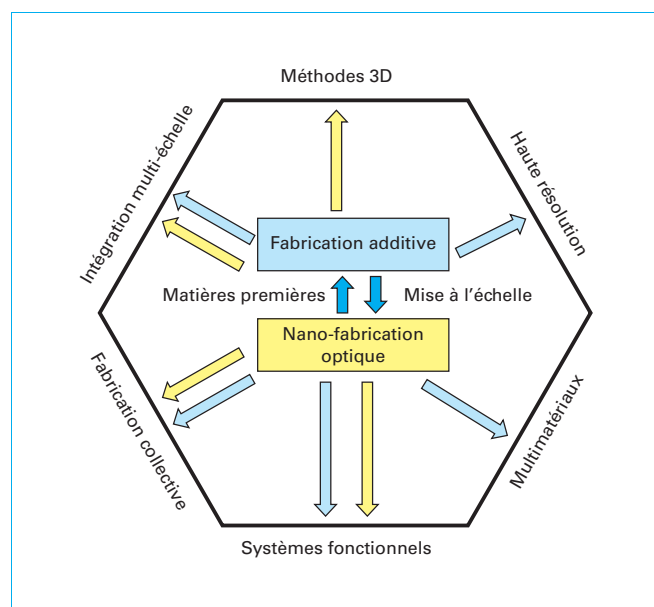 Méthodes 3D
Intégration multi-échelle
Haute résolution
Fabrication additive
Matières premières
Mise à l'échelle
Nano-fabrication
optique
Fabrication collective
Multimatériaux
Systèmes fonctionnels